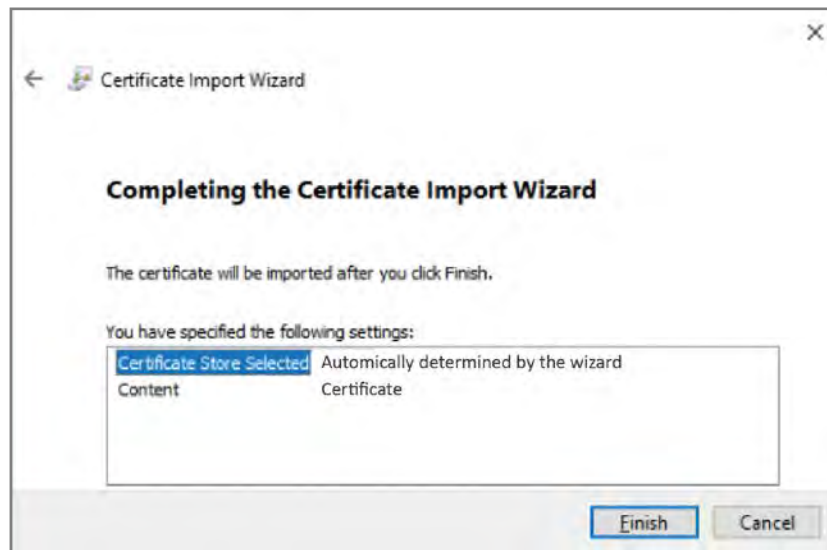 Certificate Import Wizard
Completing the Certificate Import Wizard
The certificate will be imported after you click Finish.
You have specified the following settings:
Certificate Store Selected Automically determined by the wizard
Content Certificate
Finish Cancel